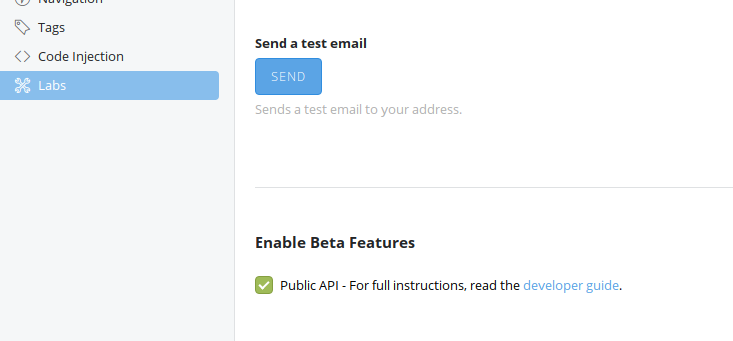 Navigation
Tags
Code Injection
Labs
Send a test email
SEND
Sends a test email to your address.
Enable Beta Features
Public API - For full instructions, read the developer guide.